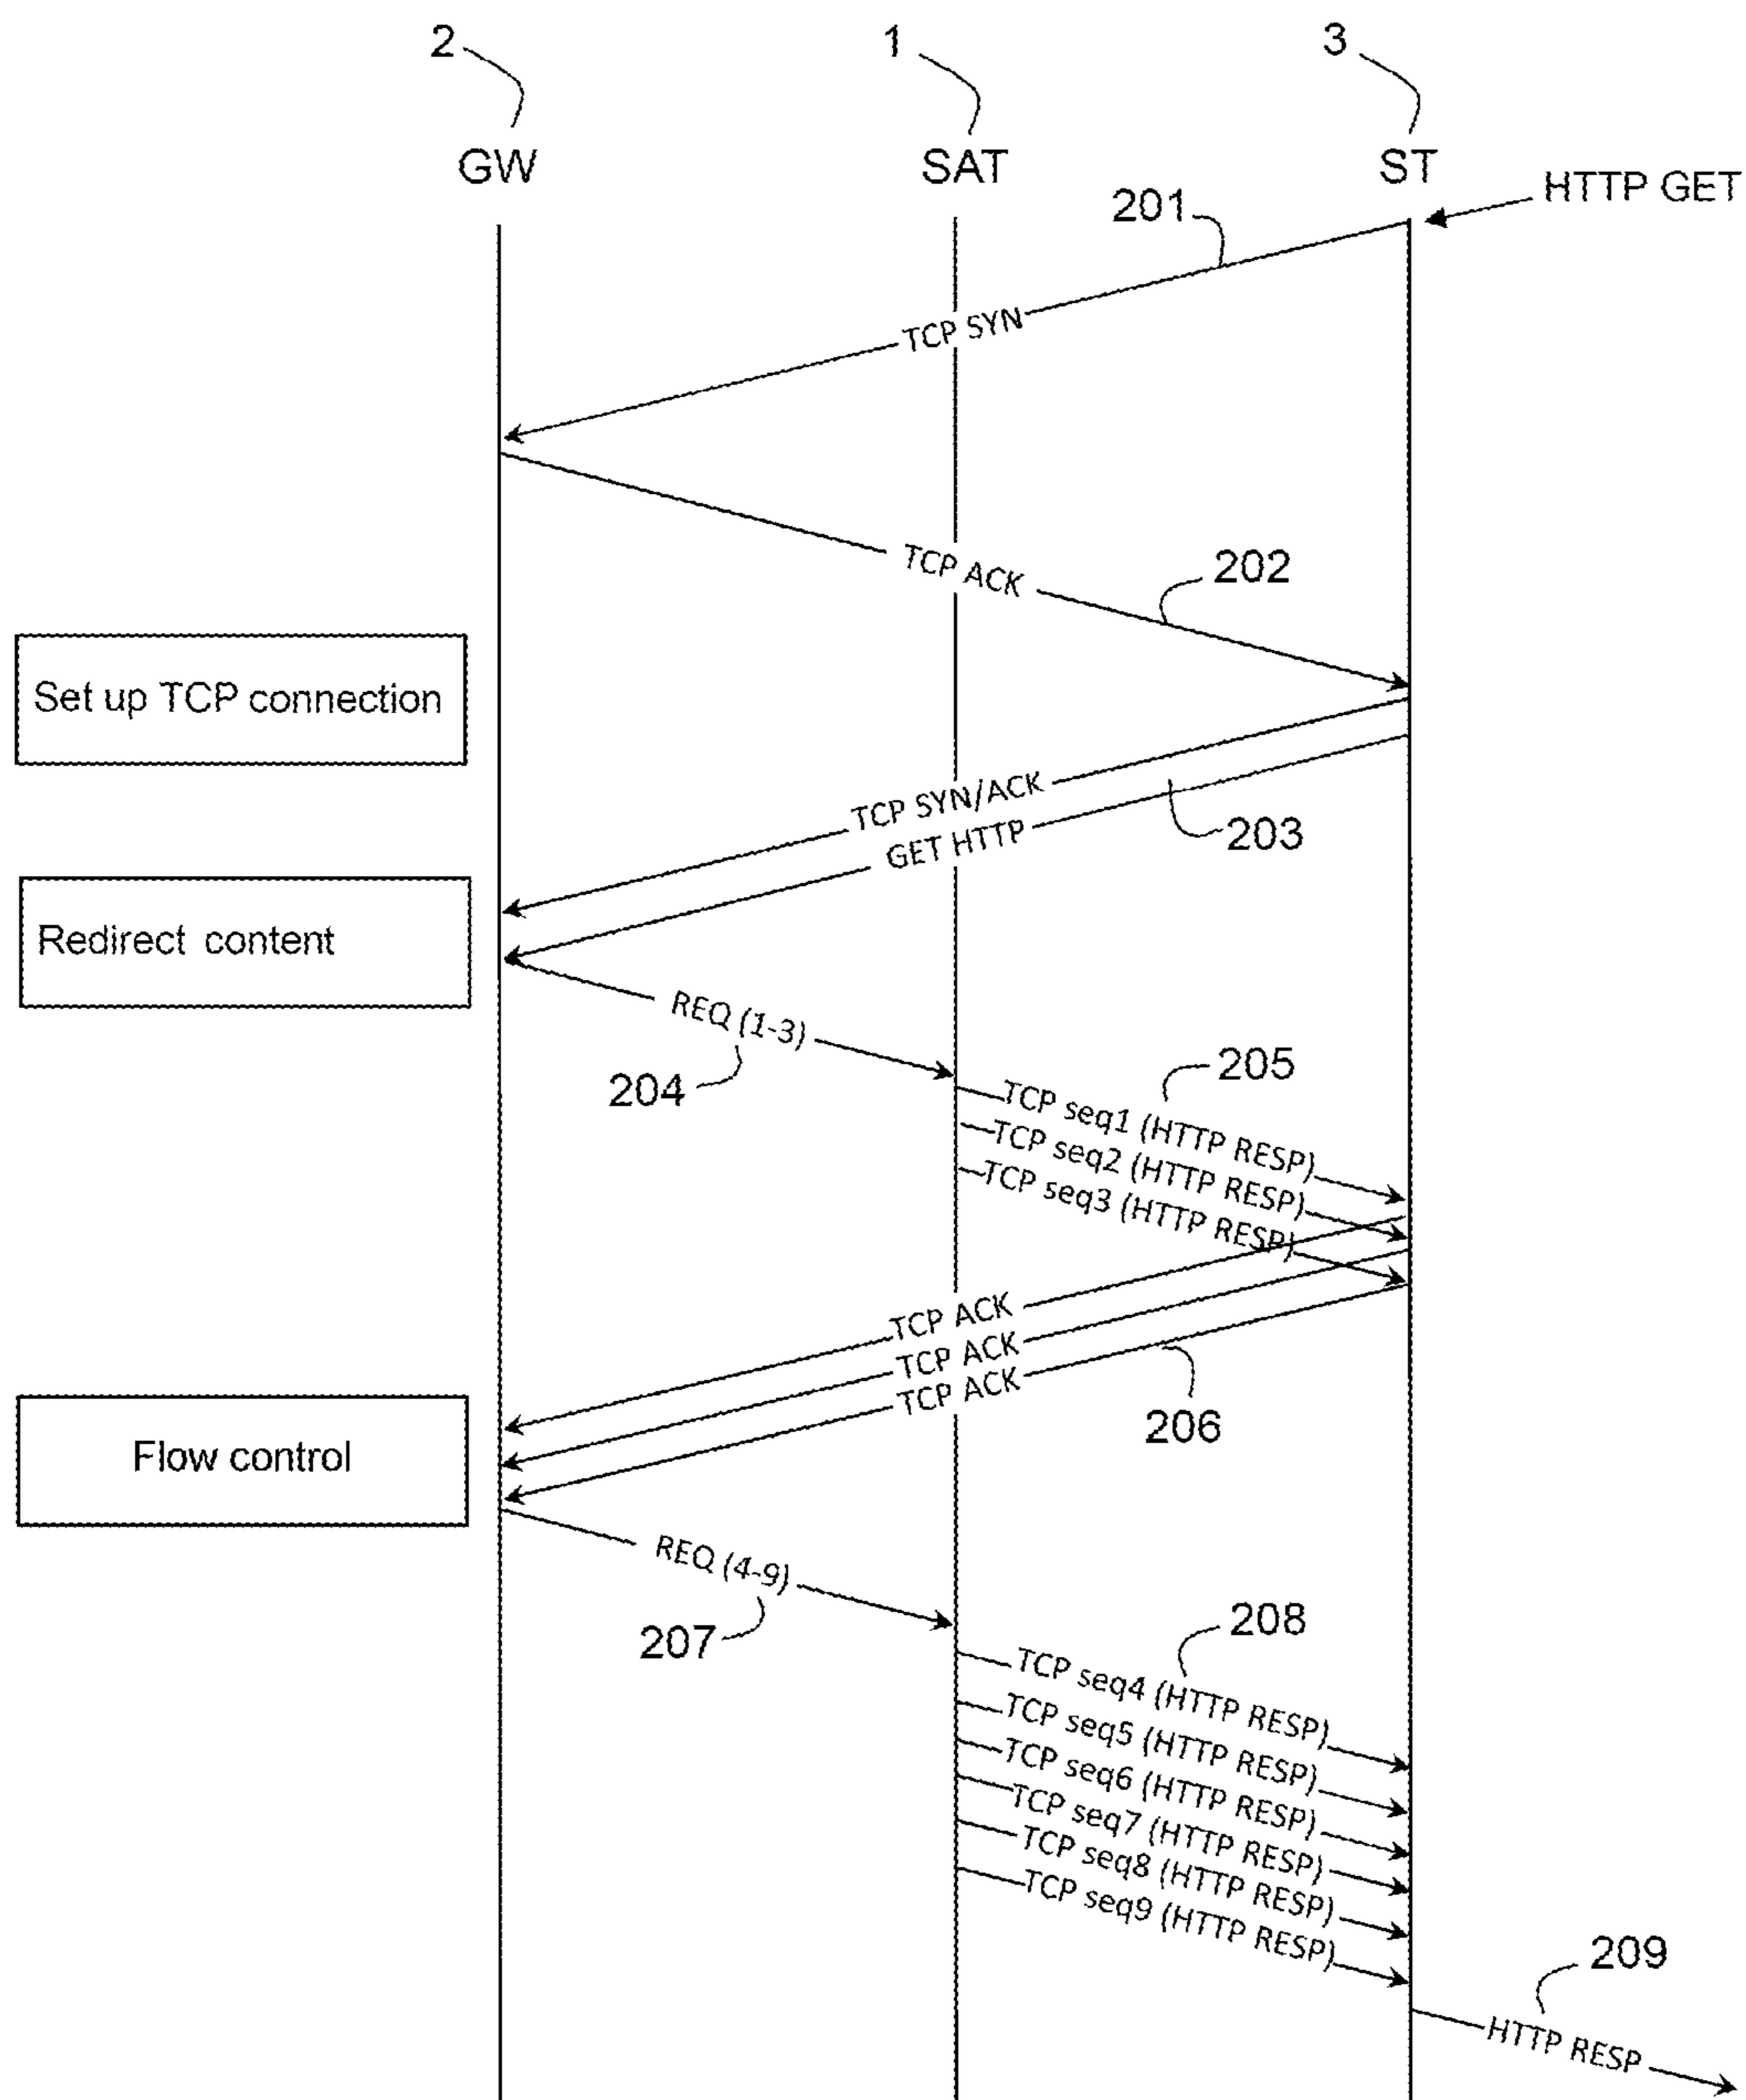 2
1
3
GW
SAT
ST
HTTP GET
201
TCP SYN
TCP ACK
202
Set up TCP connection
TCP SYN/ACK
GET HTTP
203
Redirect content
REQ (1-3)
204
205
TCP seq1 (HTTP RESP)
TCP seq2 (HTTP RESP)
TCP seq3 (HTTP RESP)
TCP ACK
TCP ACK
TCP ACK
206
Flow control
REQ (4-9)
207
208
TCP seq4 (HTTP RESP)
TCP seq5 (HTTP RESP)
TCP seq6 (HTTP RESP)
TCP seq7 (HTTP RESP)
TCP seq8 (HTTP RESP)
TCP seq9 (HTTP RESP)
209
HTTP RESP